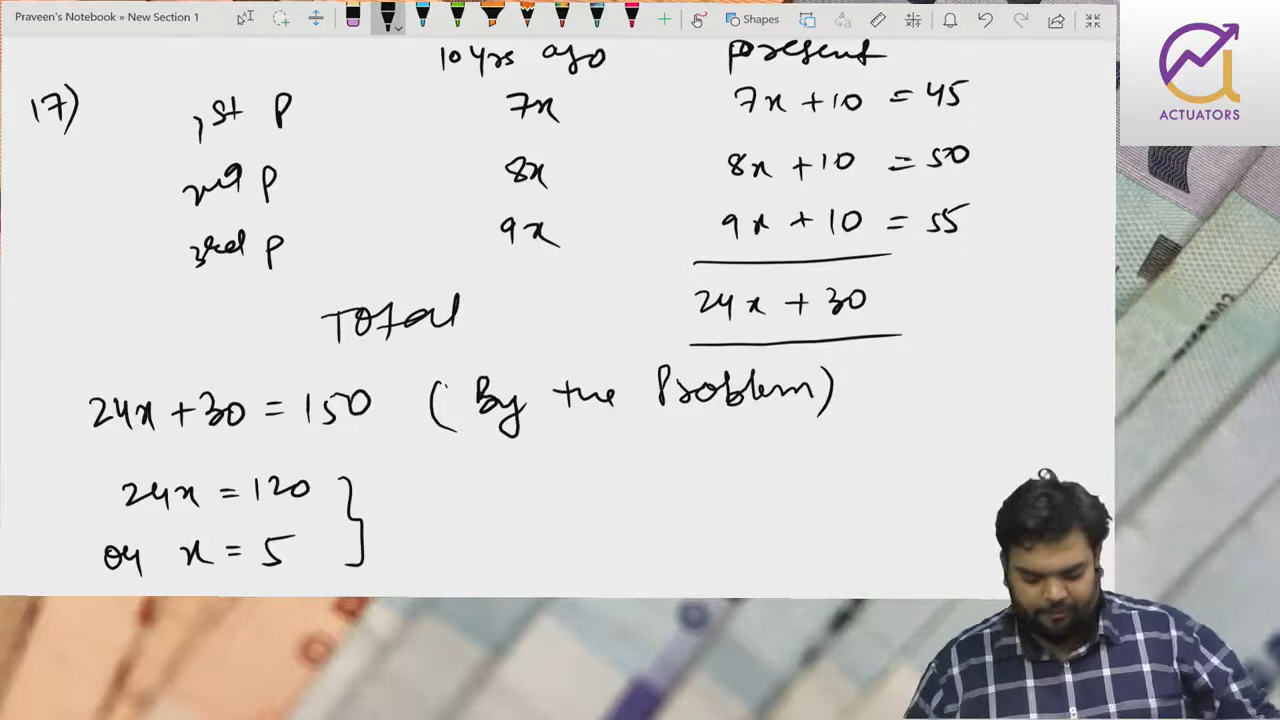 Praveen's Notebook » New Section 1
Shapes
ACTUATORS
10 yrs ago present
17) 1st P 7x 7x + 10 = 45
2nd P 8x 8x + 10 = 50
3rd P 9x 9x + 10 = 55
Total 24x + 30
24x + 30 = 150 (By the Problem)
24x = 120
or x = 5